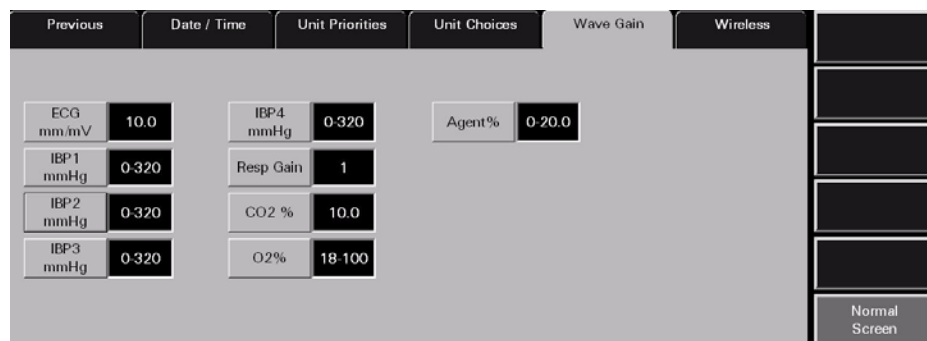 Previous
Date / Time
Unit Priorities
Unit Choices
Wave Gain
Wireless
ECG
mm/mV
10.0
IBP1
mmHg
0-320
IBP2
mmHg
0-320
IBP3
mmHg
0-320
IBP4
mmHg
0-320
Resp Gain
1
CO2 %
10.0
O2%
18-100
Agent%
0-20.0
Normal
Screen